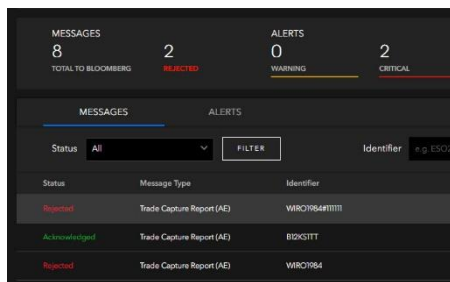 MESSAGES ALERTS
8 2 0 2
TOTAL TO BLOOMBERG REJECTED WARNING CRITICAL
MESSAGES ALERTS
Status All FILTER Identifier e.g. ESO2
Status Message Type Identifier
Rejected Trade Capture Report (AE) WIRO1984#111111
Acknowledged Trade Capture Report (AE) B12KS1TT
Rejected Trade Capture Report (AE) WIRO1984